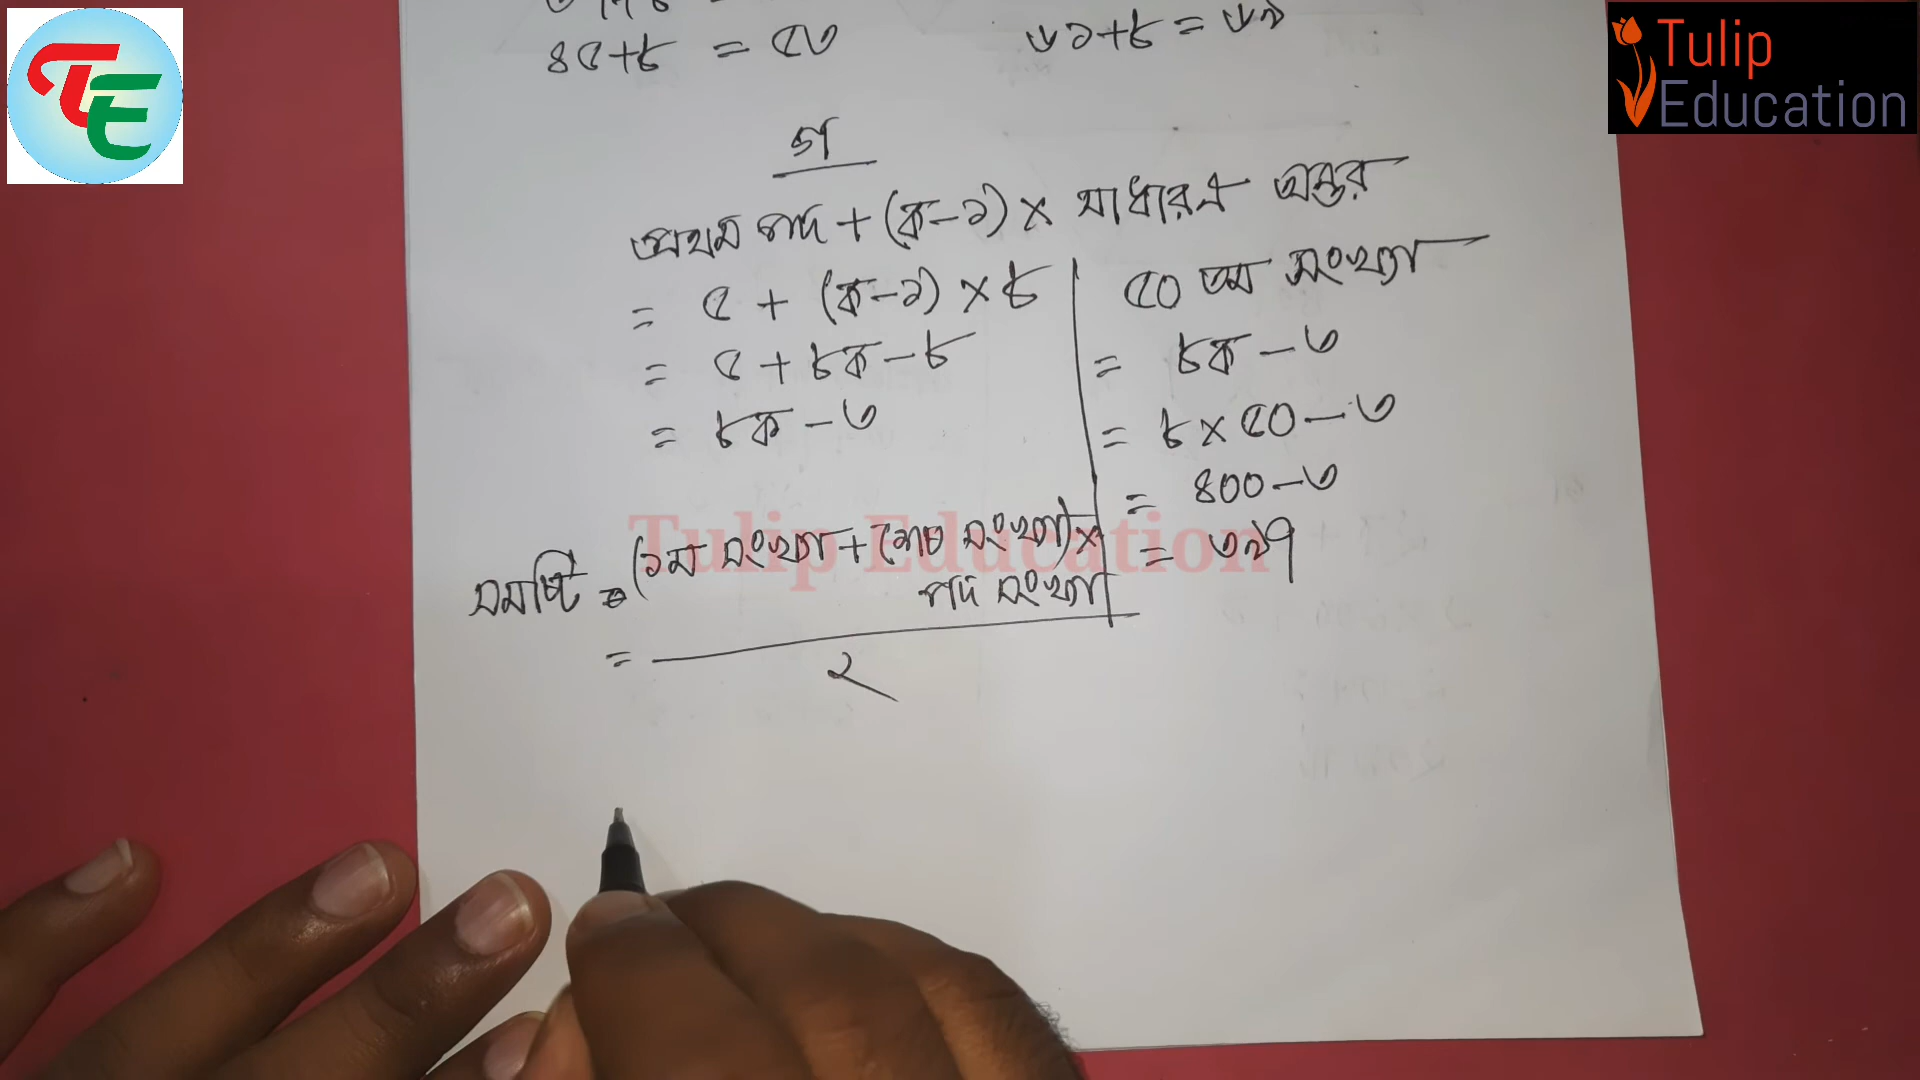 TE
Tulip
Education
৪৫+৮ = ৫৩
৬১+৮ = ৬৯
গ
প্রথম পদ + (ক-১) × সাধারণ অন্তর
= ৫ + (ক-১) × ৮
= ৫ + ৮ক - ৮
= ৮ক - ৩
৫০ তম সংখ্যা
= ৮ক - ৩
= ৮ × ৫০ - ৩
= ৪০০ - ৩
= ৩৯৭
Tulip Education
সমষ্টি = (১ম সংখ্যা + শেষ সংখ্যা) ×
পদ সংখ্যা
=
২